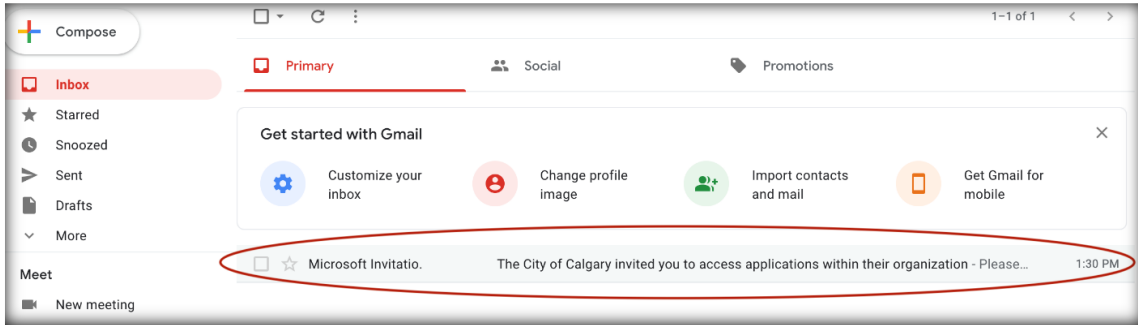 Compose
1–1 of 1
Primary
Social
Promotions
Inbox
Starred
Snoozed
Sent
Drafts
More
Get started with Gmail
Customize your
inbox
Change profile
image
Import contacts
and mail
Get Gmail for
mobile
Microsoft Invitatio. The City of Calgary invited you to access applications within their organization - Please... 1:30 PM
Meet
New meeting